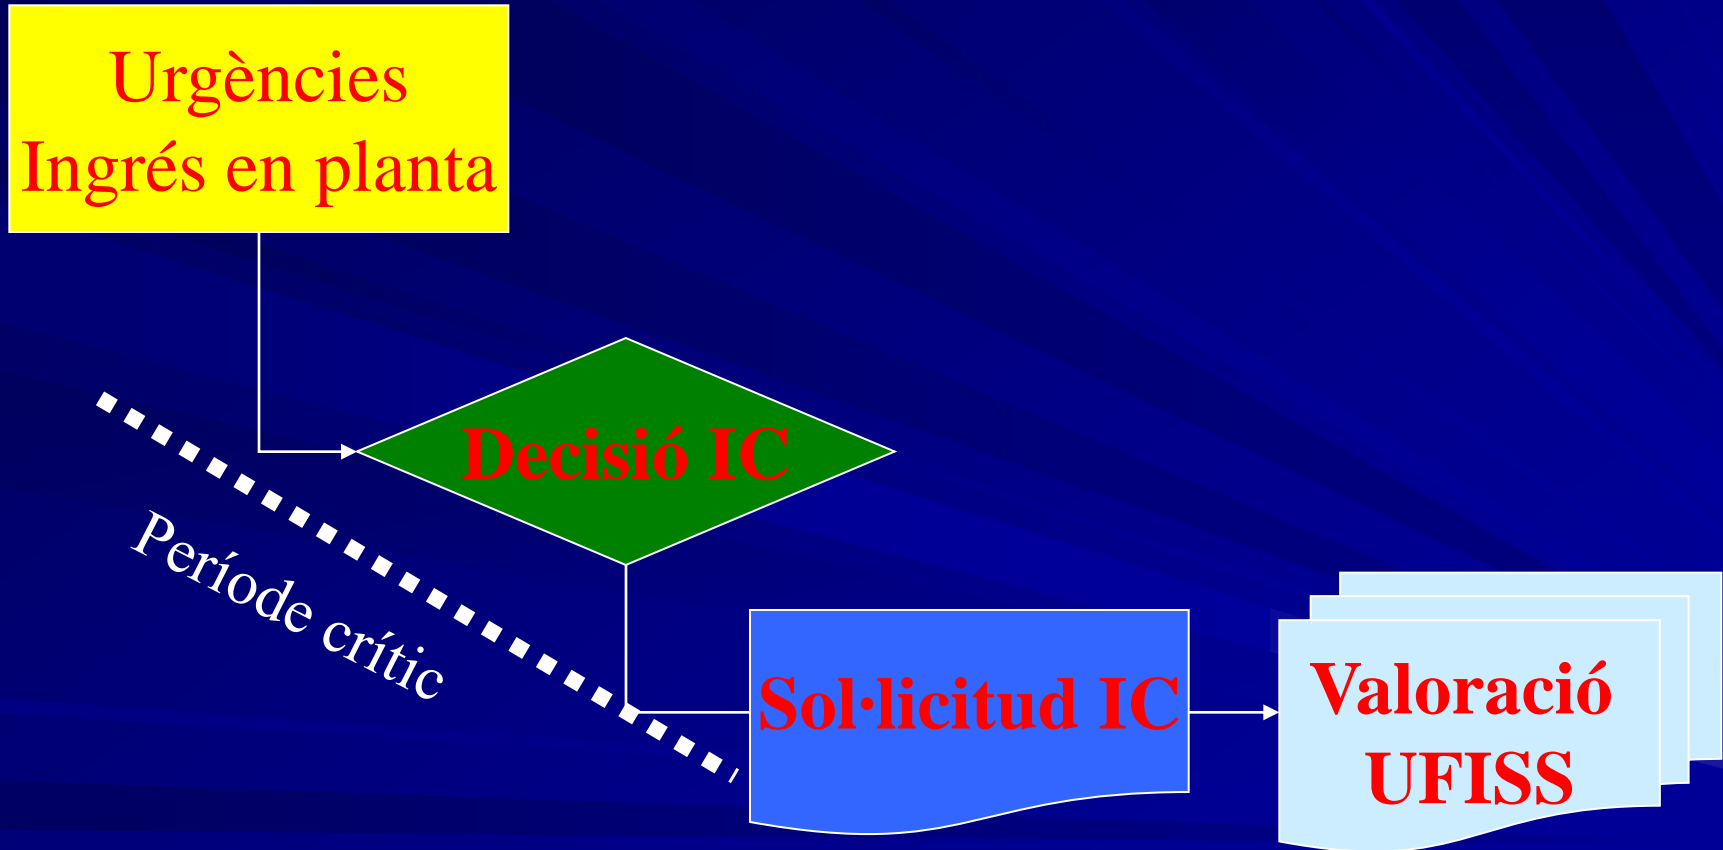 Urgències
Ingrés en planta
Decisió IC
Període crític
Sol·licitud IC
Valoració
UFISS